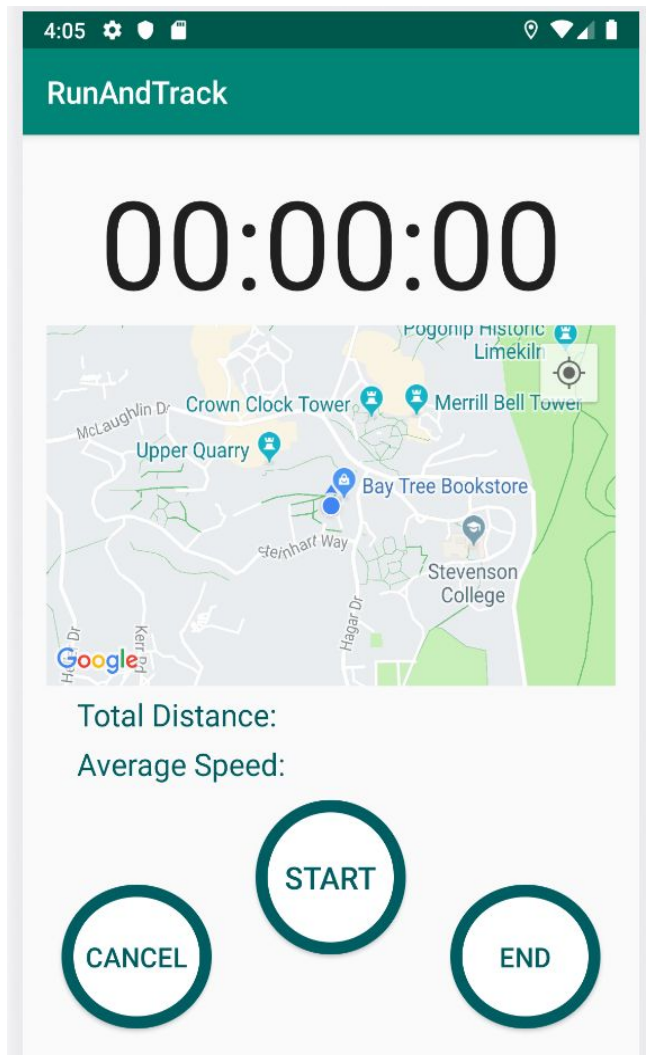 4:05
RunAndTrack
00:00:00
Pogonip Historic
Limekiln
McLaughlin Dr
Crown Clock Tower
Merrill Bell Tower
Upper Quarry
Bay Tree Bookstore
Steinhart Way
Stevenson
College
Hagar Dr
Kerr Rd
Google
Total Distance:
Average Speed:
START
CANCEL
END